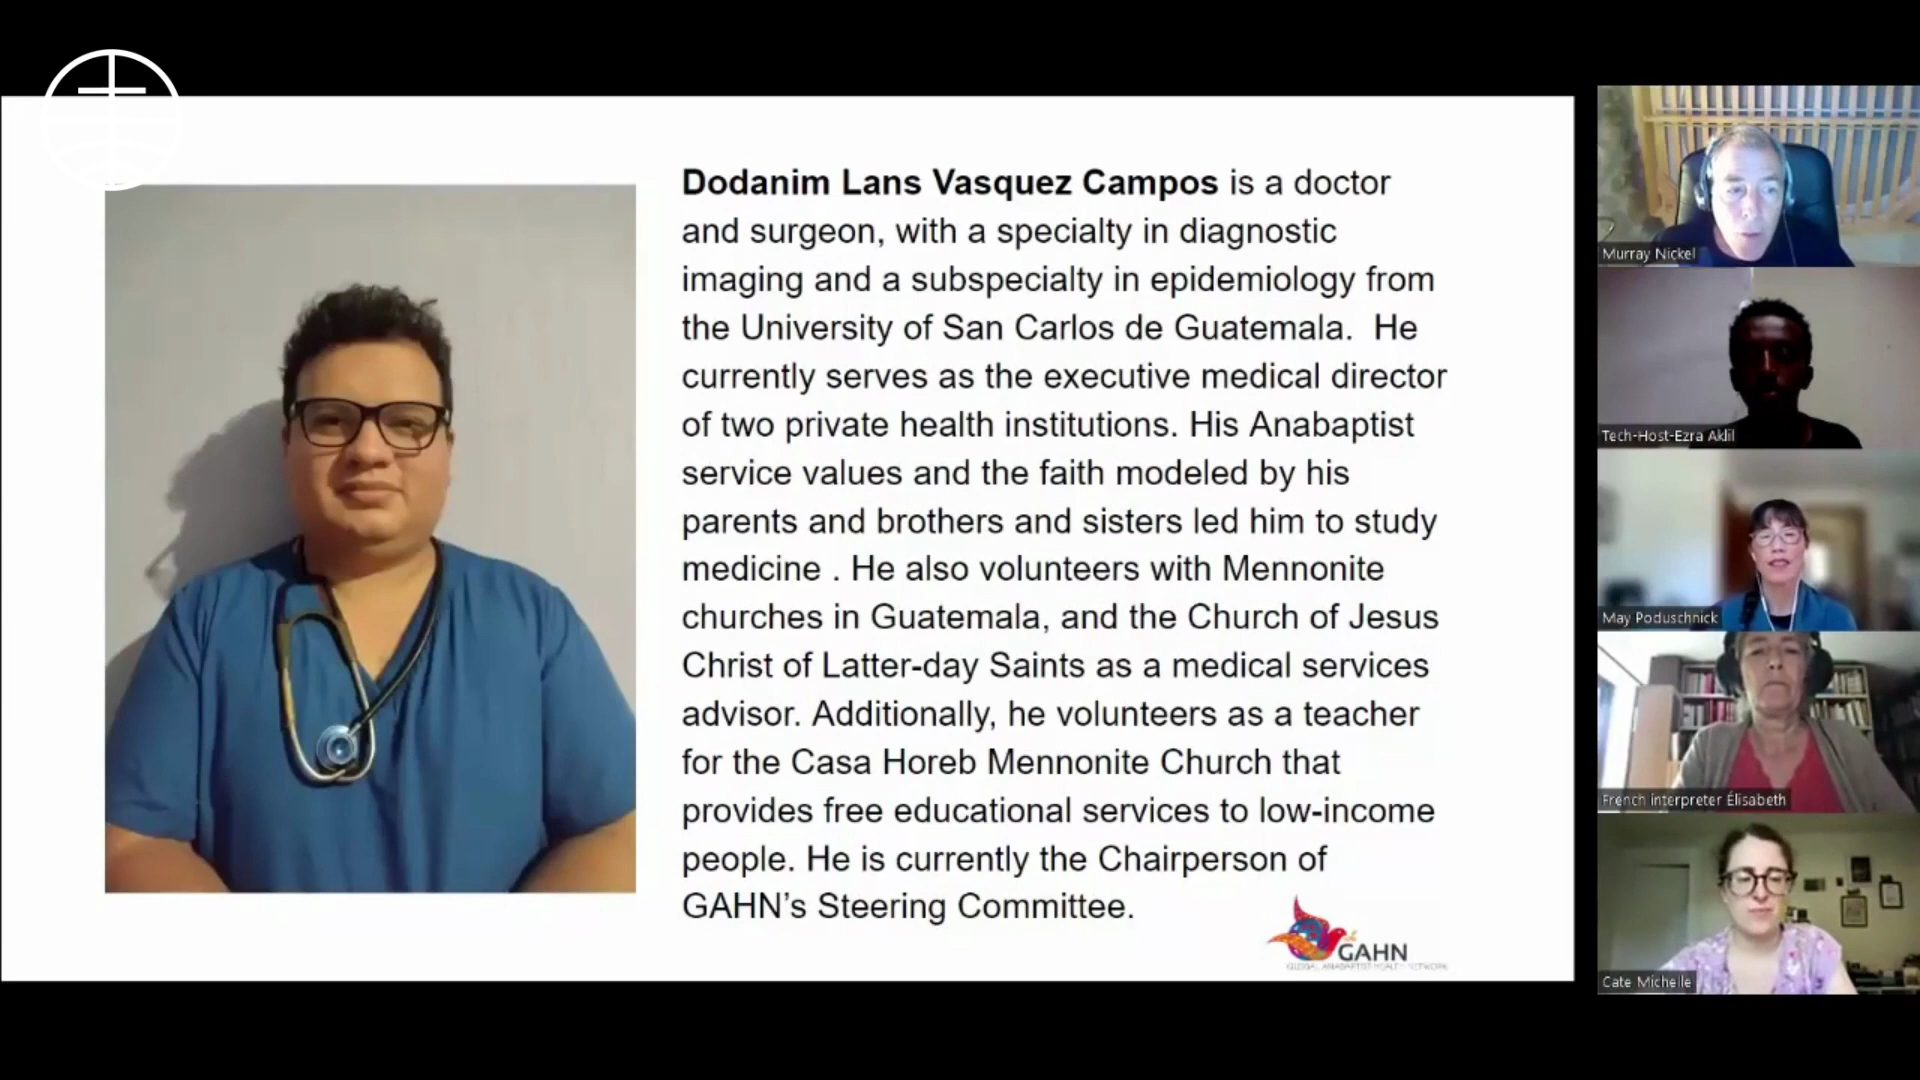 Dodanim Lans Vasquez Campos is a doctor
and surgeon, with a specialty in diagnostic
imaging and a subspecialty in epidemiology from
the University of San Carlos de Guatemala.  He
currently serves as the executive medical director
of two private health institutions. His Anabaptist
service values and the faith modeled by his
parents and brothers and sisters led him to study
medicine . He also volunteers with Mennonite
churches in Guatemala, and the Church of Jesus
Christ of Latter-day Saints as a medical services
advisor. Additionally, he volunteers as a teacher
for the Casa Horeb Mennonite Church that
provides free educational services to low-income
people. He is currently the Chairperson of
GAHN’s Steering Committee.
GAHN
GLOBAL ANABAPTIST HEALTH NETWORK
Murray Nickel
Tech-Host-Ezra Aklil
May Poduschnick
French interpreter Élisabeth
Cate Michelle